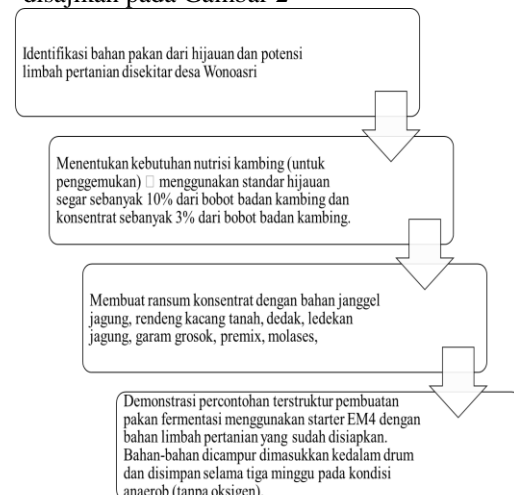 disajikan pada Gambar 2
Identifikasi bahan pakan dari hijauan dan potensi
limbah pertanian disekitar desa Wonoasri
Menentukan kebutuhan nutrisi kambing (untuk
penggemukan) □ menggunakan standar hijauan
segar sebanyak 10% dari bobot badan kambing dan
konsentrat sebanyak 3% dari bobot badan kambing.
Membuat ransum konsentrat dengan bahan janggel
jagung, rendeng kacang tanah, dedak, ledekan
jagung, garam grosok, premix, molases,
Demonstrasi percontohan terstruktur pembuatan
pakan fermentasi menggunakan starter EM4 dengan
bahan limbah pertanian yang sudah disiapkan.
Bahan-bahan dicampur dimasukkan kedalam drum
dan disimpan selama tiga minggu pada kondisi
anaerob (tanpa oksigen).